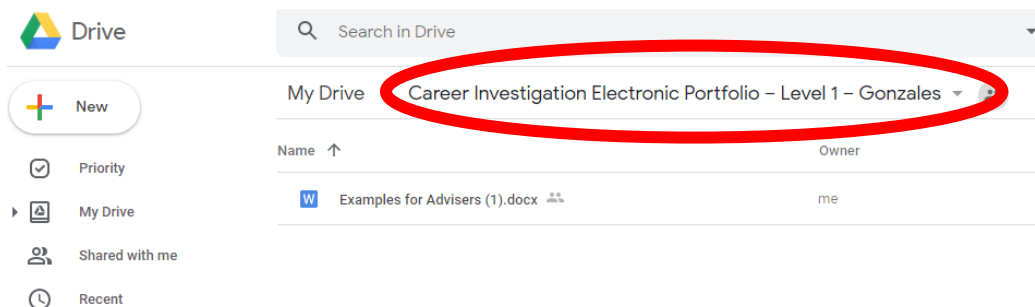 Drive
Search in Drive
New
My Drive
Career Investigation Electronic Portfolio – Level 1 – Gonzales
Name
Owner
Priority
W
Examples for Advisers (1).docx
me
My Drive
Shared with me
Recent